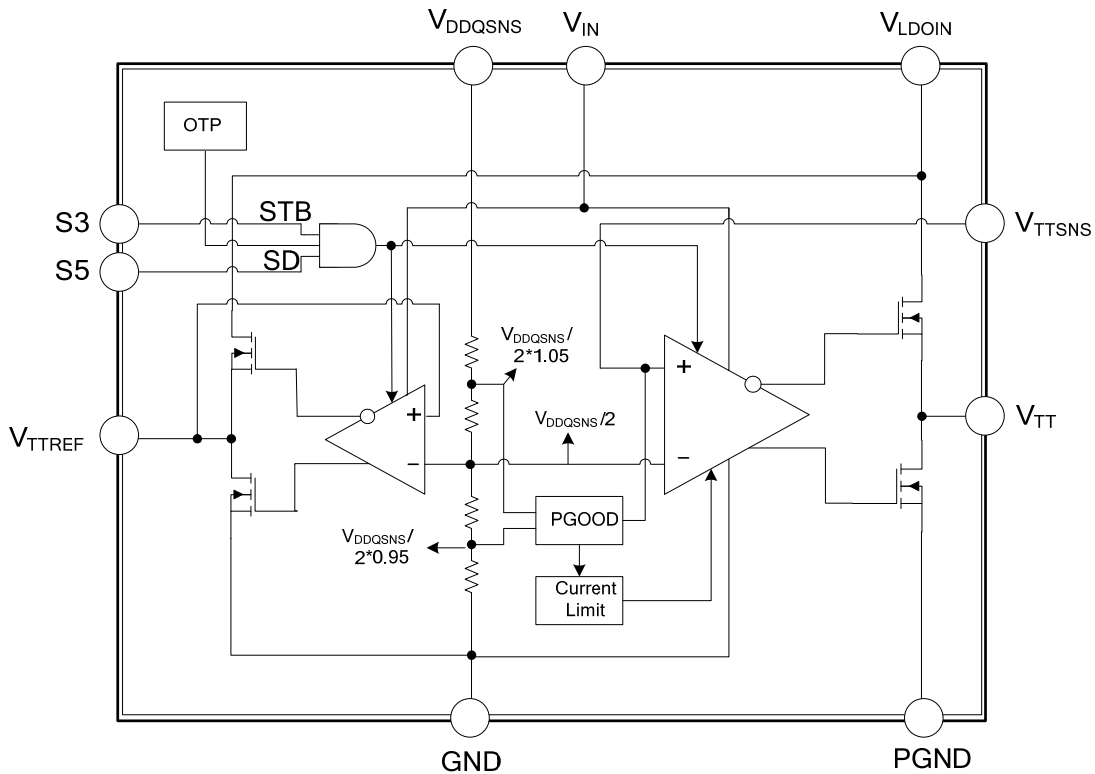 VDDQSNS
VIN
VLDOIN
OTP
S3
STB
VTTSNS
S5
SD
VDDQSNS/
2*1.05
+
+
VDDQSNS/2
VTT
VTTREF
−
−
PGOOD
VDDQSNS/
2*0.95
Current
Limit
GND
PGND